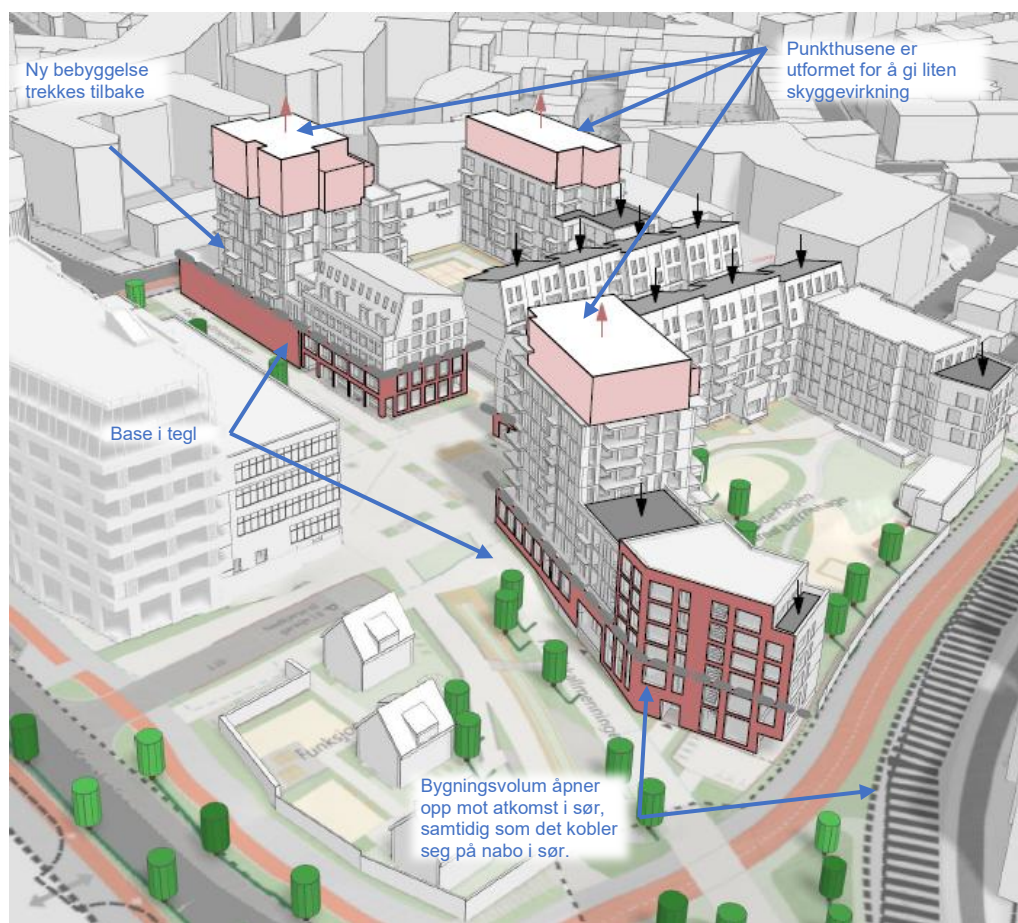 Ny bebyggelse
trekkes tilbake
Punkthusene er
utformet for å gi liten
skyggevirkning
Base i tegl
Bygningsvolum åpner
opp mot atkomst i sør,
samtidig som det kobler
seg på nabo i sør.